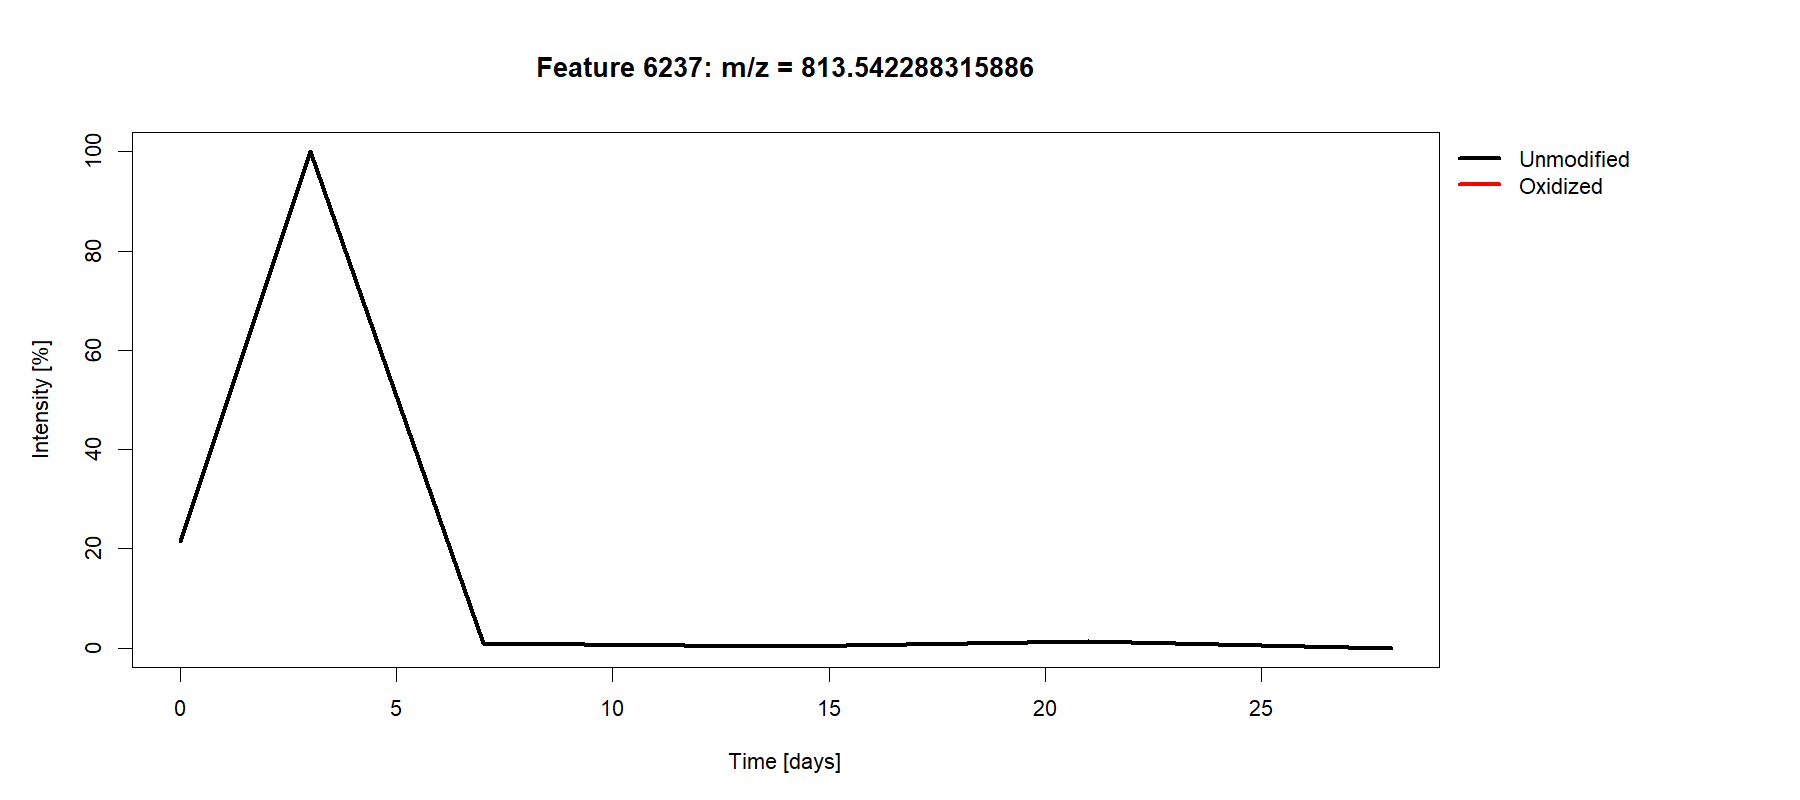 Feature 6237: m/z = 813.542288315886
Unmodified
Oxidized
Intensity [%]
100
80
60
40
20
0
0 5 10 15 20 25
Time [days]